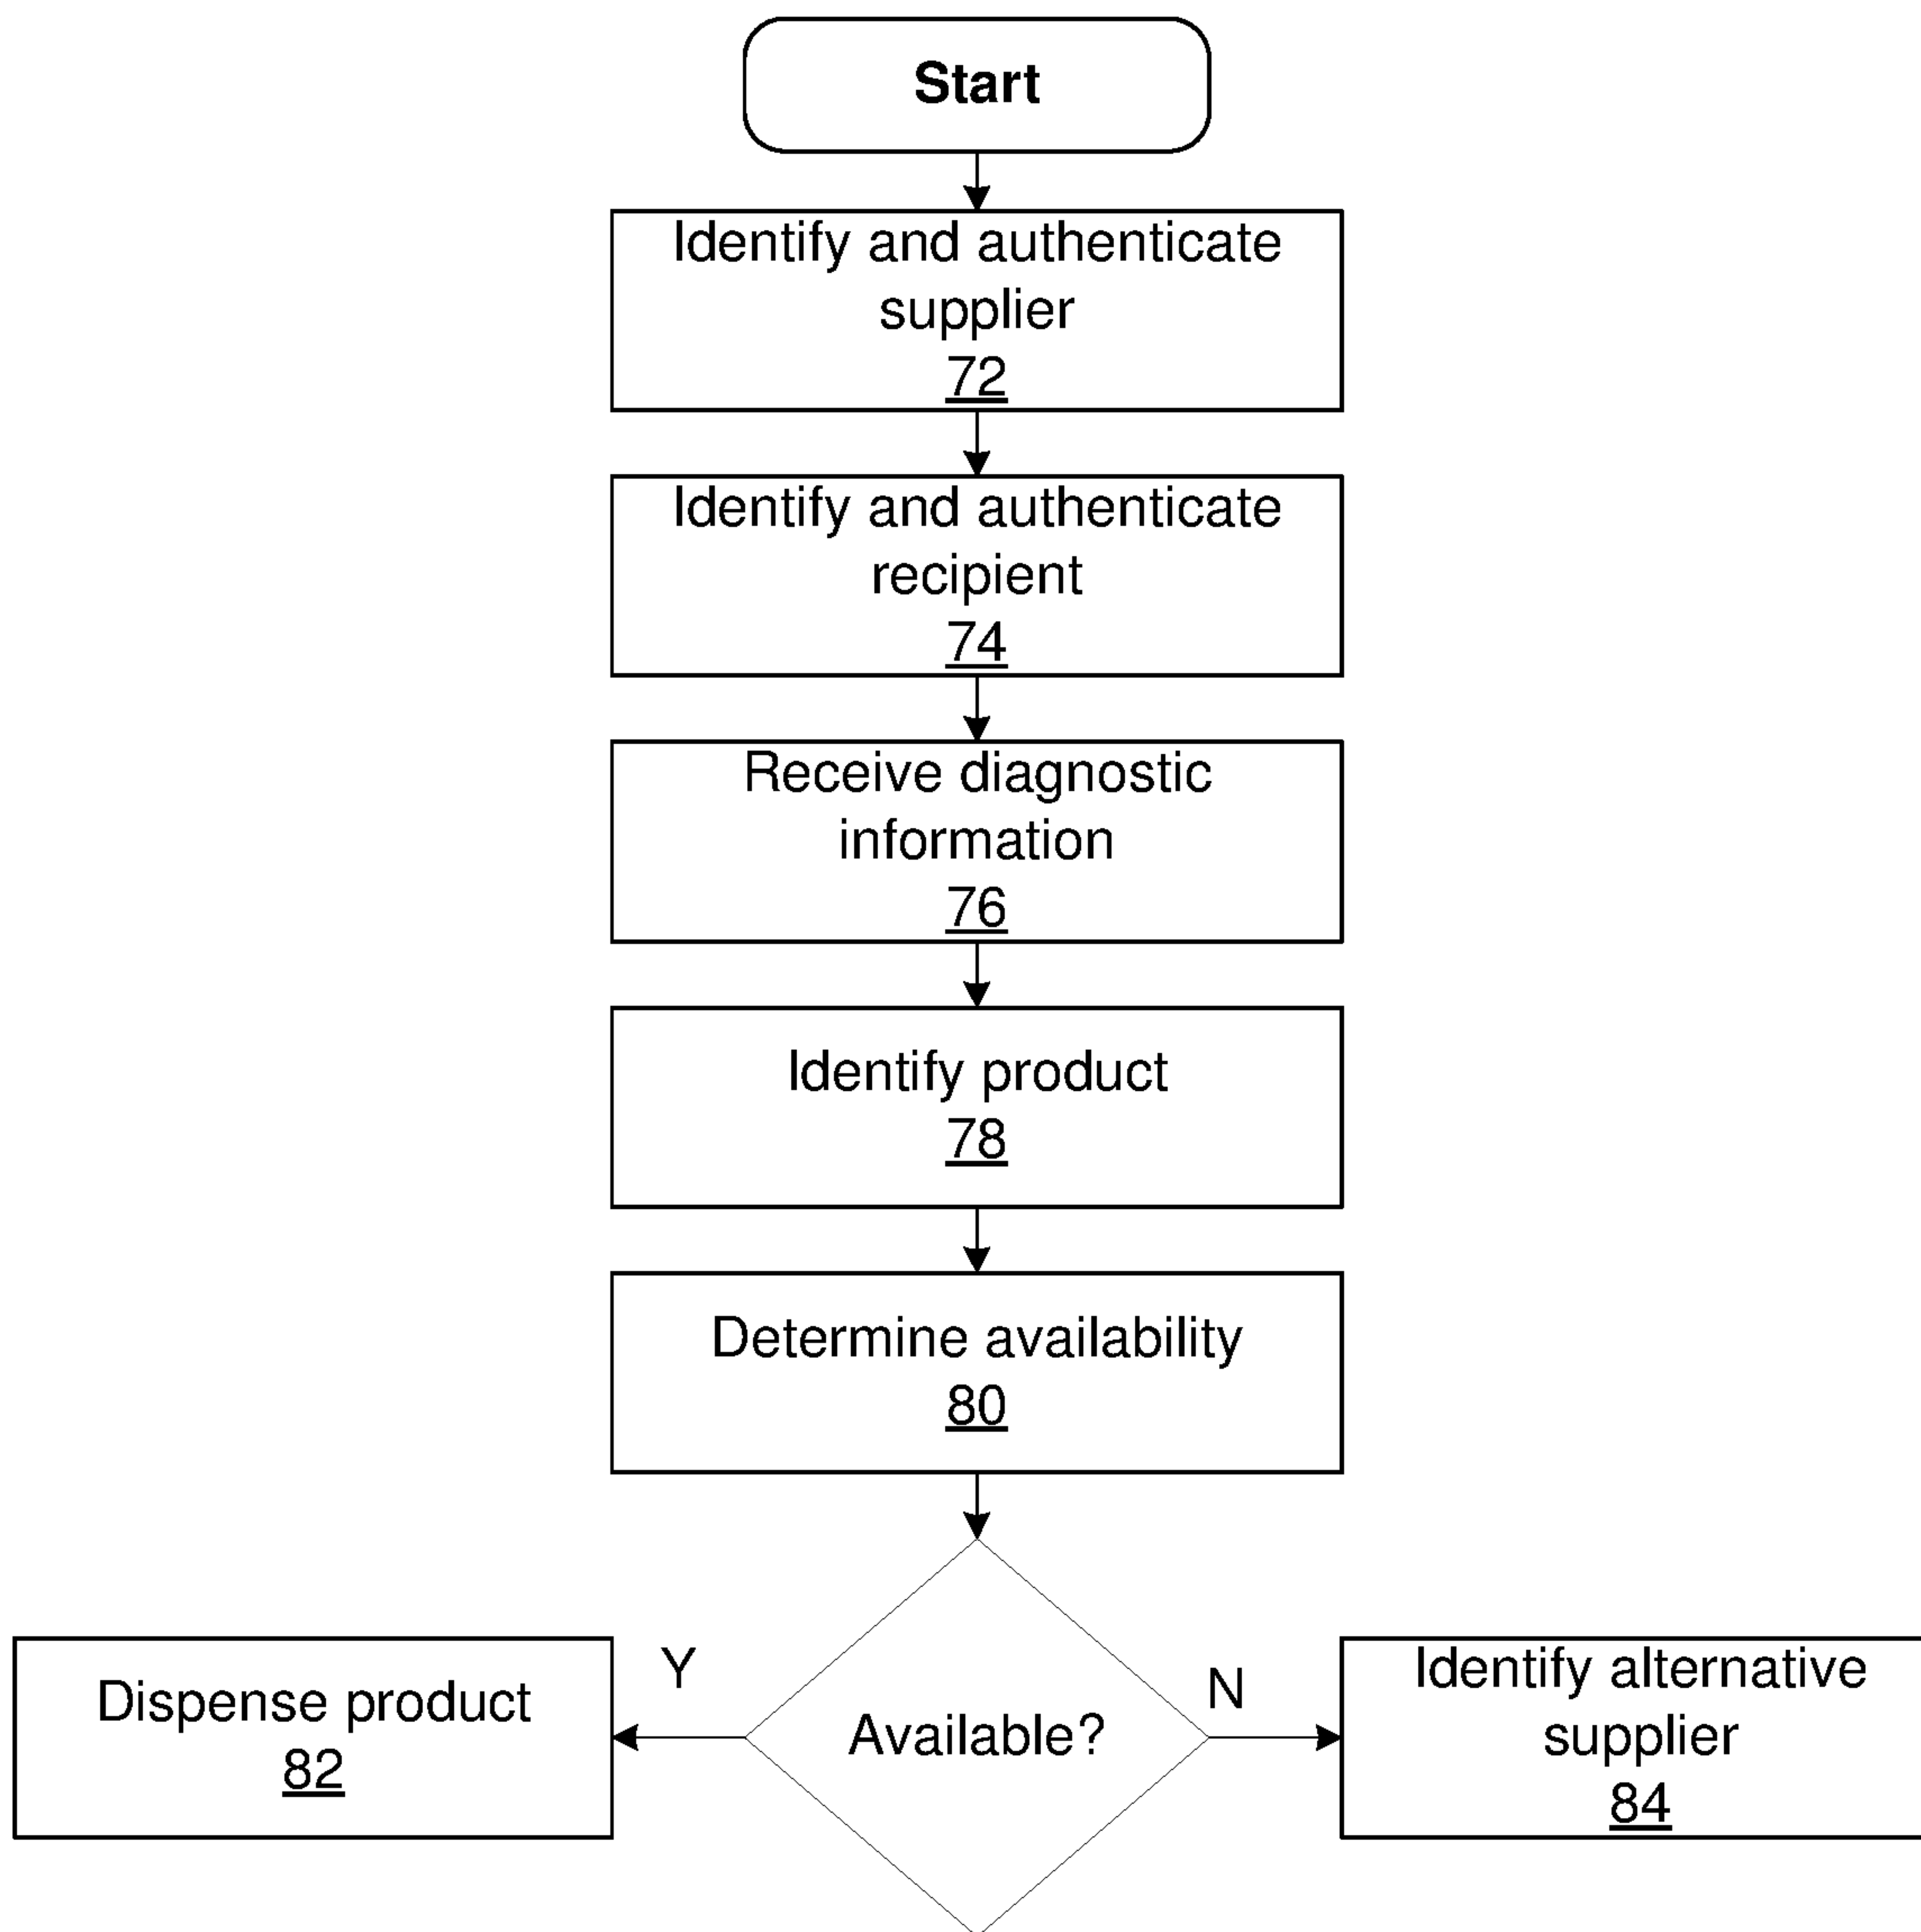 Start
Identify and authenticate
supplier
72
Identify and authenticate
recipient
74
Receive diagnostic
information
76
Identify product
78
Determine availability
80
Available?
Y
Dispense product
82
N
Identify alternative
supplier
84